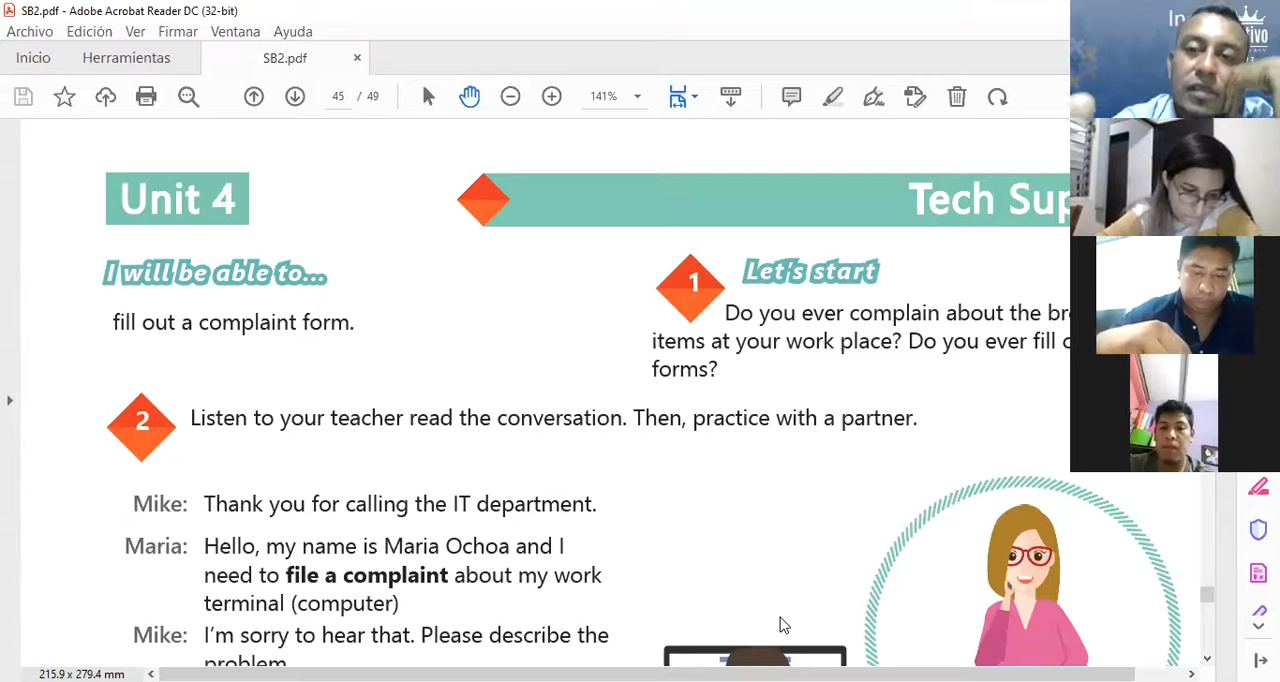 SB2.pdf - Adobe Acrobat Reader DC (32-bit)
Archivo Edición Ver Firmar Ventana Ayuda
Inicio Herramientas SB2.pdf ×
45 / 49 141%
Unit 4
Tech Sup
I will be able to...
fill out a complaint form.
1 Let's start
Do you ever complain about the br
items at your work place? Do you ever fill
forms?
2 Listen to your teacher read the conversation. Then, practice with a partner.
Mike: Thank you for calling the IT department.
Maria: Hello, my name is Maria Ochoa and I
need to file a complaint about my work
terminal (computer)
Mike: I'm sorry to hear that. Please describe the
problem
215.9 x 279.4 mm